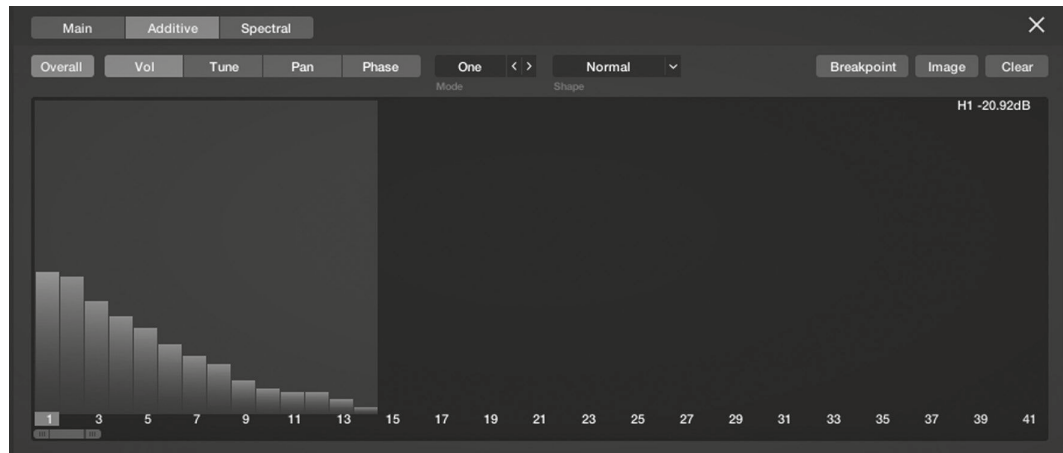 Main Additive Spectral
Overall Vol Tune Pan Phase One < > Normal Breakpoint Image Clear
Mode Shape
H1 -20.92dB
1 3 5 7 9 11 13 15 17 19 21 23 25 27 29 31 33 35 37 39 41